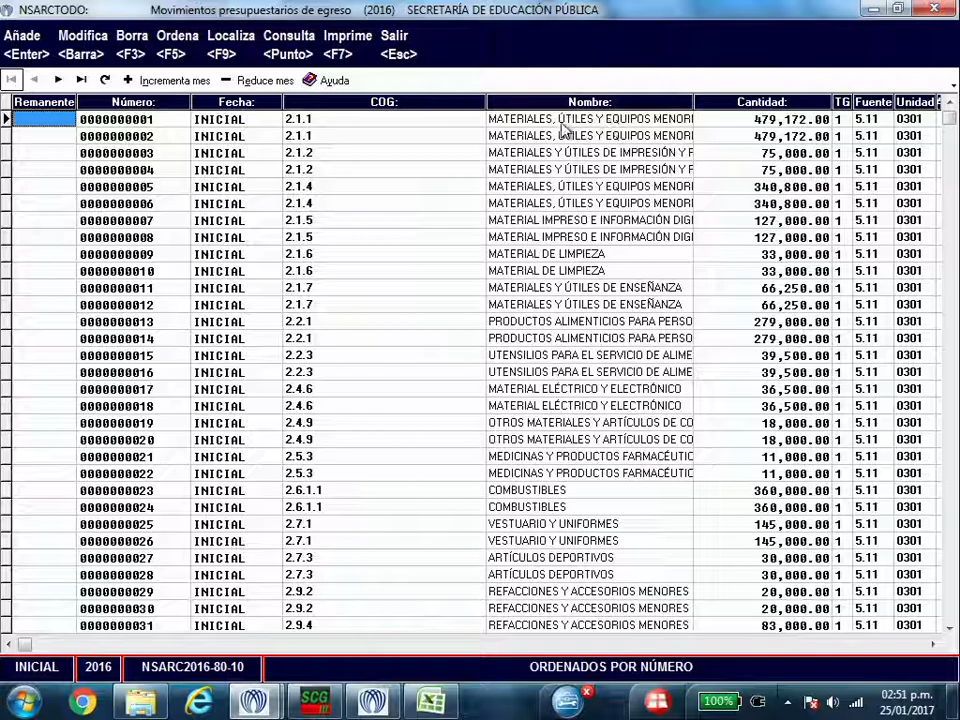 NSARCTODO: Movimientos presupuestarios de egreso (2016) SECRETARÍA DE EDUCACIÓN PÚBLICA
Añade Modifica Borra Ordena Localiza Consulta Imprime Salir
<Enter> <Barra> <F3> <F5> <F9> <Punto> <F7> <Esc>
Incrementa mes Reduce mes Ayuda
Remanente Número: Fecha: COG: Nombre: Cantidad: TG Fuente Unidad
0000000001 INICIAL 2.1.1 MATERIALES, ÚTILES Y EQUIPOS MENORI 479,172.00 1 5.11 0301
0000000002 INICIAL 2.1.1 MATERIALES, ÚTILES Y EQUIPOS MENORI 479,172.00 1 5.11 0301
0000000003 INICIAL 2.1.2 MATERIALES Y ÚTILES DE IMPRESIÓN Y F 75,000.00 1 5.11 0301
0000000004 INICIAL 2.1.2 MATERIALES Y ÚTILES DE IMPRESIÓN Y F 75,000.00 1 5.11 0301
0000000005 INICIAL 2.1.4 MATERIALES, ÚTILES Y EQUIPOS MENORI 340,800.00 1 5.11 0301
0000000006 INICIAL 2.1.4 MATERIALES, ÚTILES Y EQUIPOS MENORI 340,800.00 1 5.11 0301
0000000007 INICIAL 2.1.5 MATERIAL IMPRESO E INFORMACIÓN DIGI 127,000.00 1 5.11 0301
0000000008 INICIAL 2.1.5 MATERIAL IMPRESO E INFORMACIÓN DIGI 127,000.00 1 5.11 0301
0000000009 INICIAL 2.1.6 MATERIAL DE LIMPIEZA 33,000.00 1 5.11 0301
0000000010 INICIAL 2.1.6 MATERIAL DE LIMPIEZA 33,000.00 1 5.11 0301
0000000011 INICIAL 2.1.7 MATERIALES Y ÚTILES DE ENSEÑANZA 66,250.00 1 5.11 0301
0000000012 INICIAL 2.1.7 MATERIALES Y ÚTILES DE ENSEÑANZA 66,250.00 1 5.11 0301
0000000013 INICIAL 2.2.1 PRODUCTOS ALIMENTICIOS PARA PERSO 279,000.00 1 5.11 0301
0000000014 INICIAL 2.2.1 PRODUCTOS ALIMENTICIOS PARA PERSO 279,000.00 1 5.11 0301
0000000015 INICIAL 2.2.3 UTENSILIOS PARA EL SERVICIO DE ALIME 39,500.00 1 5.11 0301
0000000016 INICIAL 2.2.3 UTENSILIOS PARA EL SERVICIO DE ALIME 39,500.00 1 5.11 0301
0000000017 INICIAL 2.4.6 MATERIAL ELÉCTRICO Y ELECTRÓNICO 36,500.00 1 5.11 0301
0000000018 INICIAL 2.4.6 MATERIAL ELÉCTRICO Y ELECTRÓNICO 36,500.00 1 5.11 0301
0000000019 INICIAL 2.4.9 OTROS MATERIALES Y ARTÍCULOS DE CO 18,000.00 1 5.11 0301
0000000020 INICIAL 2.4.9 OTROS MATERIALES Y ARTÍCULOS DE CO 18,000.00 1 5.11 0301
0000000021 INICIAL 2.5.3 MEDICINAS Y PRODUCTOS FARMACÉUTIC 11,000.00 1 5.11 0301
0000000022 INICIAL 2.5.3 MEDICINAS Y PRODUCTOS FARMACÉUTIC 11,000.00 1 5.11 0301
0000000023 INICIAL 2.6.1.1 COMBUSTIBLES 360,000.00 1 5.11 0301
0000000024 INICIAL 2.6.1.1 COMBUSTIBLES 360,000.00 1 5.11 0301
0000000025 INICIAL 2.7.1 VESTUARIO Y UNIFORMES 145,000.00 1 5.11 0301
0000000026 INICIAL 2.7.1 VESTUARIO Y UNIFORMES 145,000.00 1 5.11 0301
0000000027 INICIAL 2.7.3 ARTÍCULOS DEPORTIVOS 30,000.00 1 5.11 0301
0000000028 INICIAL 2.7.3 ARTÍCULOS DEPORTIVOS 30,000.00 1 5.11 0301
0000000029 INICIAL 2.9.2 REFACCIONES Y ACCESORIOS MENORES 20,000.00 1 5.11 0301
0000000030 INICIAL 2.9.2 REFACCIONES Y ACCESORIOS MENORES 20,000.00 1 5.11 0301
0000000031 INICIAL 2.9.4 REFACCIONES Y ACCESORIOS MENORES 83,000.00 1 5.11 0301
INICIAL 2016 NSARC2016-80-10 ORDENADOS POR NÚMERO
SCG 100% 02:51 p.m.
25/01/2017